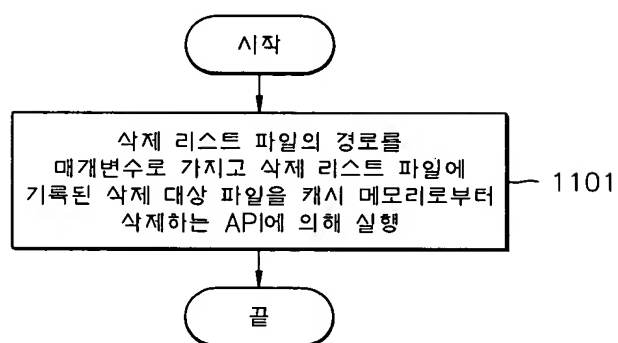 시작
삭제 리스트 파일의 경로를
매개변수로 가지고 삭제 리스트 파일에
기록된 삭제 대상 파일을 캐시 메모리로부터
삭제하는 API에 의해 실행
1101
끝